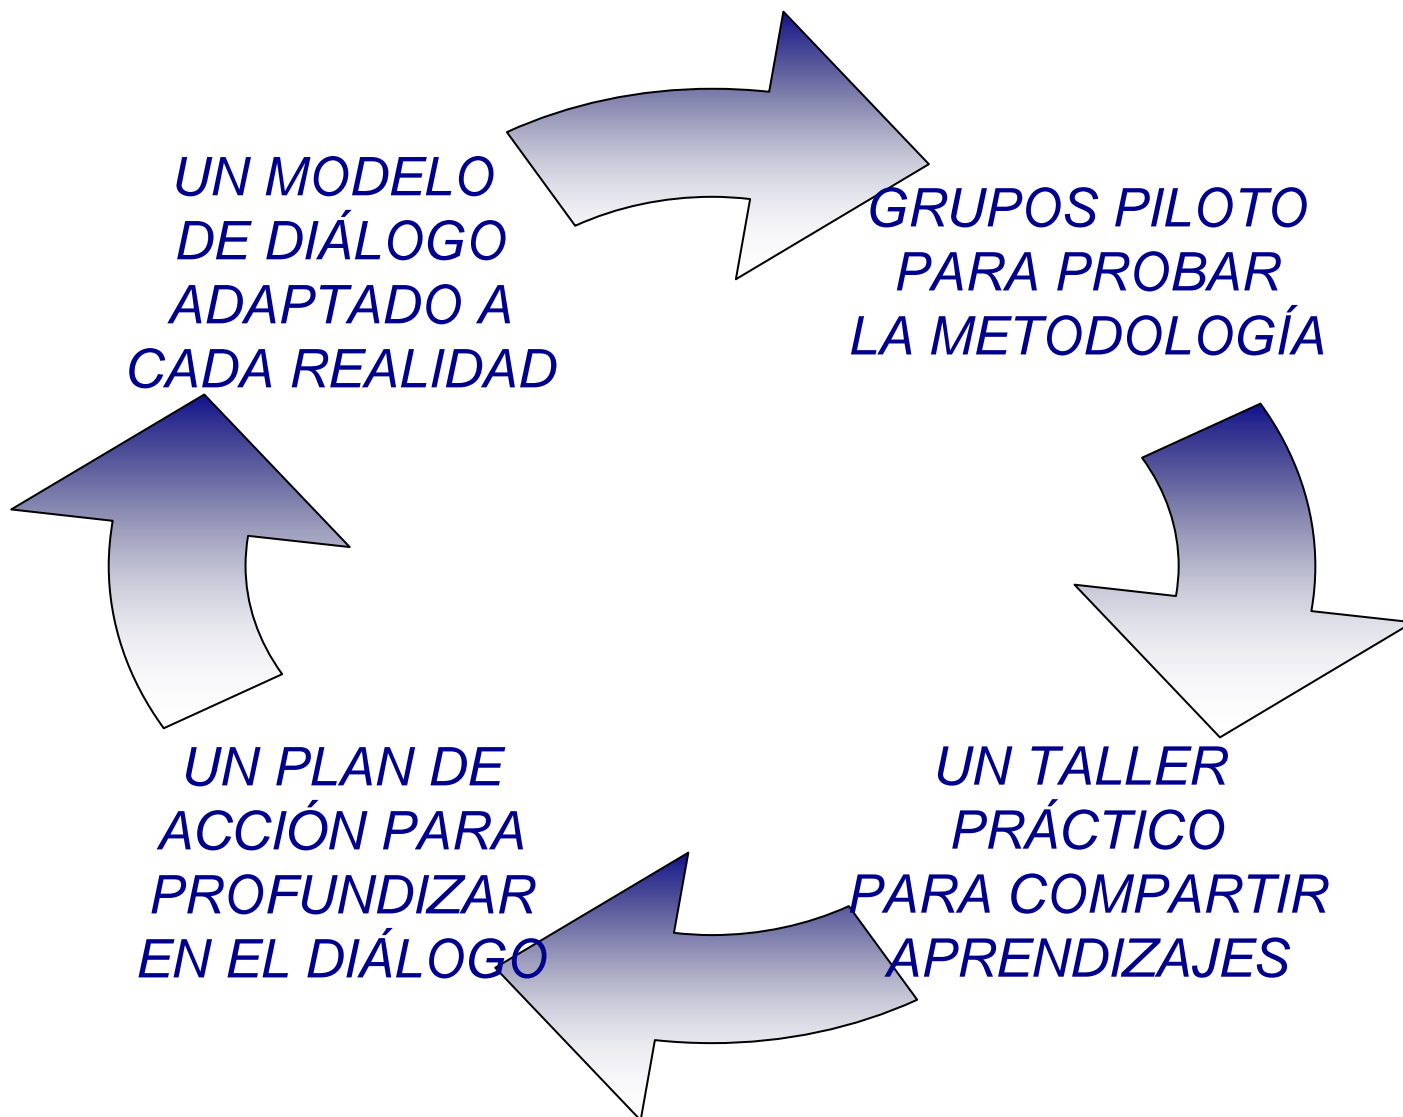 UN MODELO
DE DIÁLOGO
ADAPTADO A
CADA REALIDAD
GRUPOS PILOTO
PARA PROBAR
LA METODOLOGÍA
UN TALLER
PRÁCTICO
PARA COMPARTIR
APRENDIZAJES
UN PLAN DE
ACCIÓN PARA
PROFUNDIZAR
EN EL DIÁLOGO